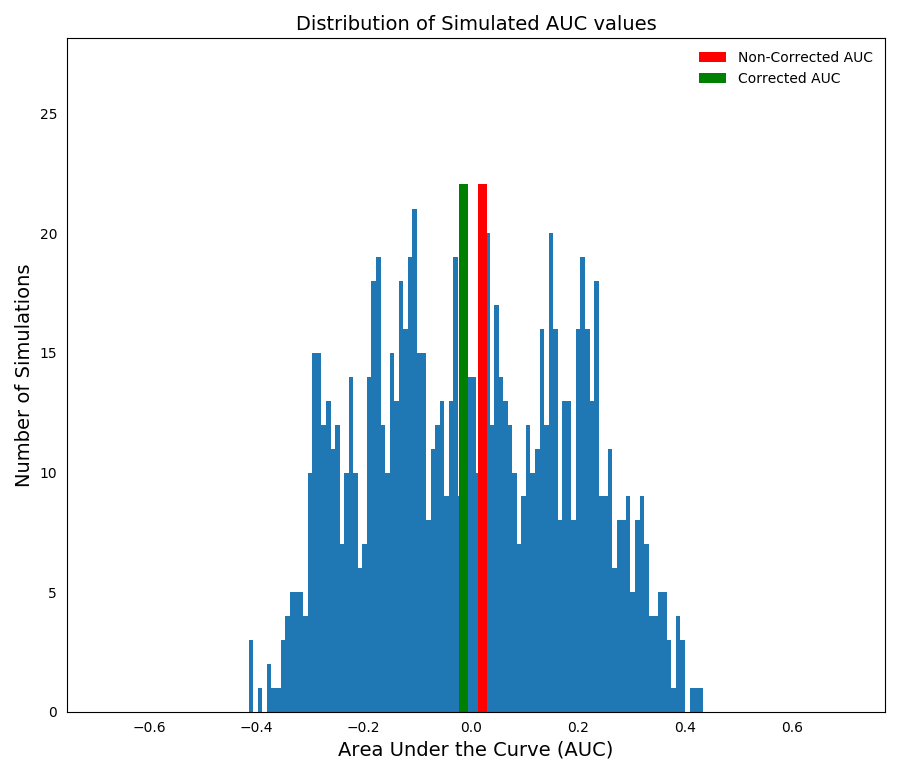 Distribution of Simulated AUC values
Non-Corrected AUC
Corrected AUC
25
20
15
10
5
0
Number of Simulations
−0.6 −0.4 −0.2 0.0 0.2 0.4 0.6
Area Under the Curve (AUC)